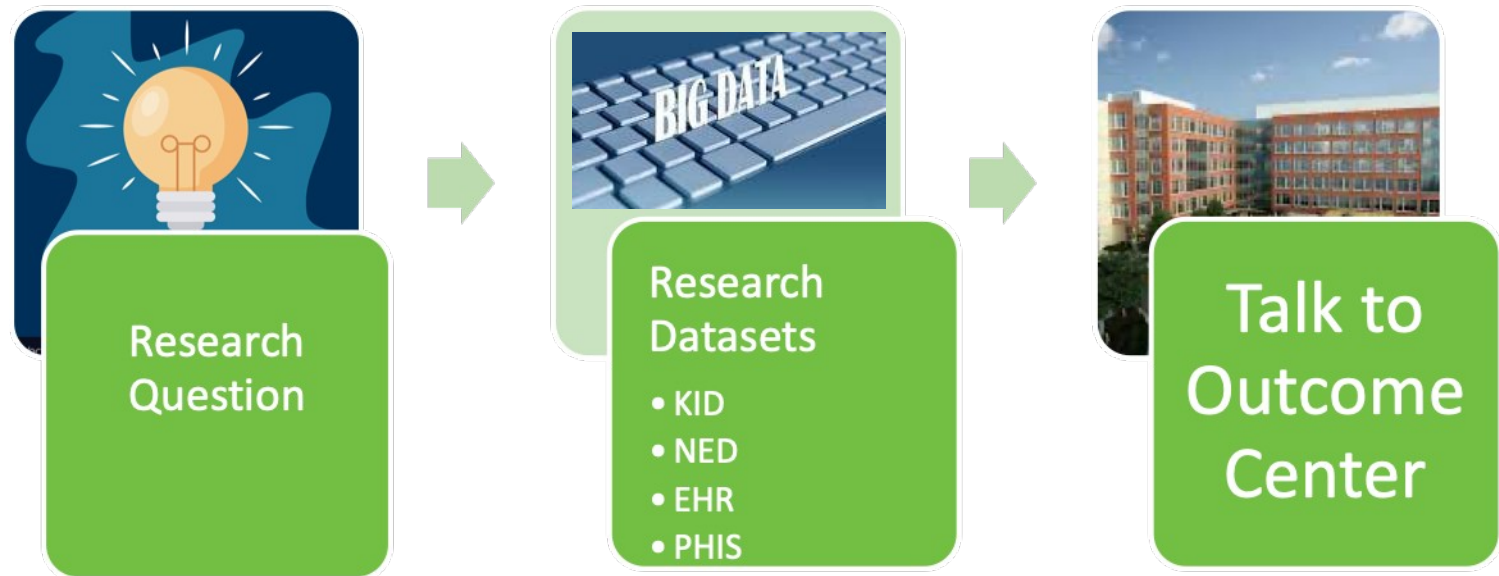 Research
Question
BIG DATA
Research
Datasets
• KID
• NED
• EHR
• PHIS
Talk to
Outcome
Center